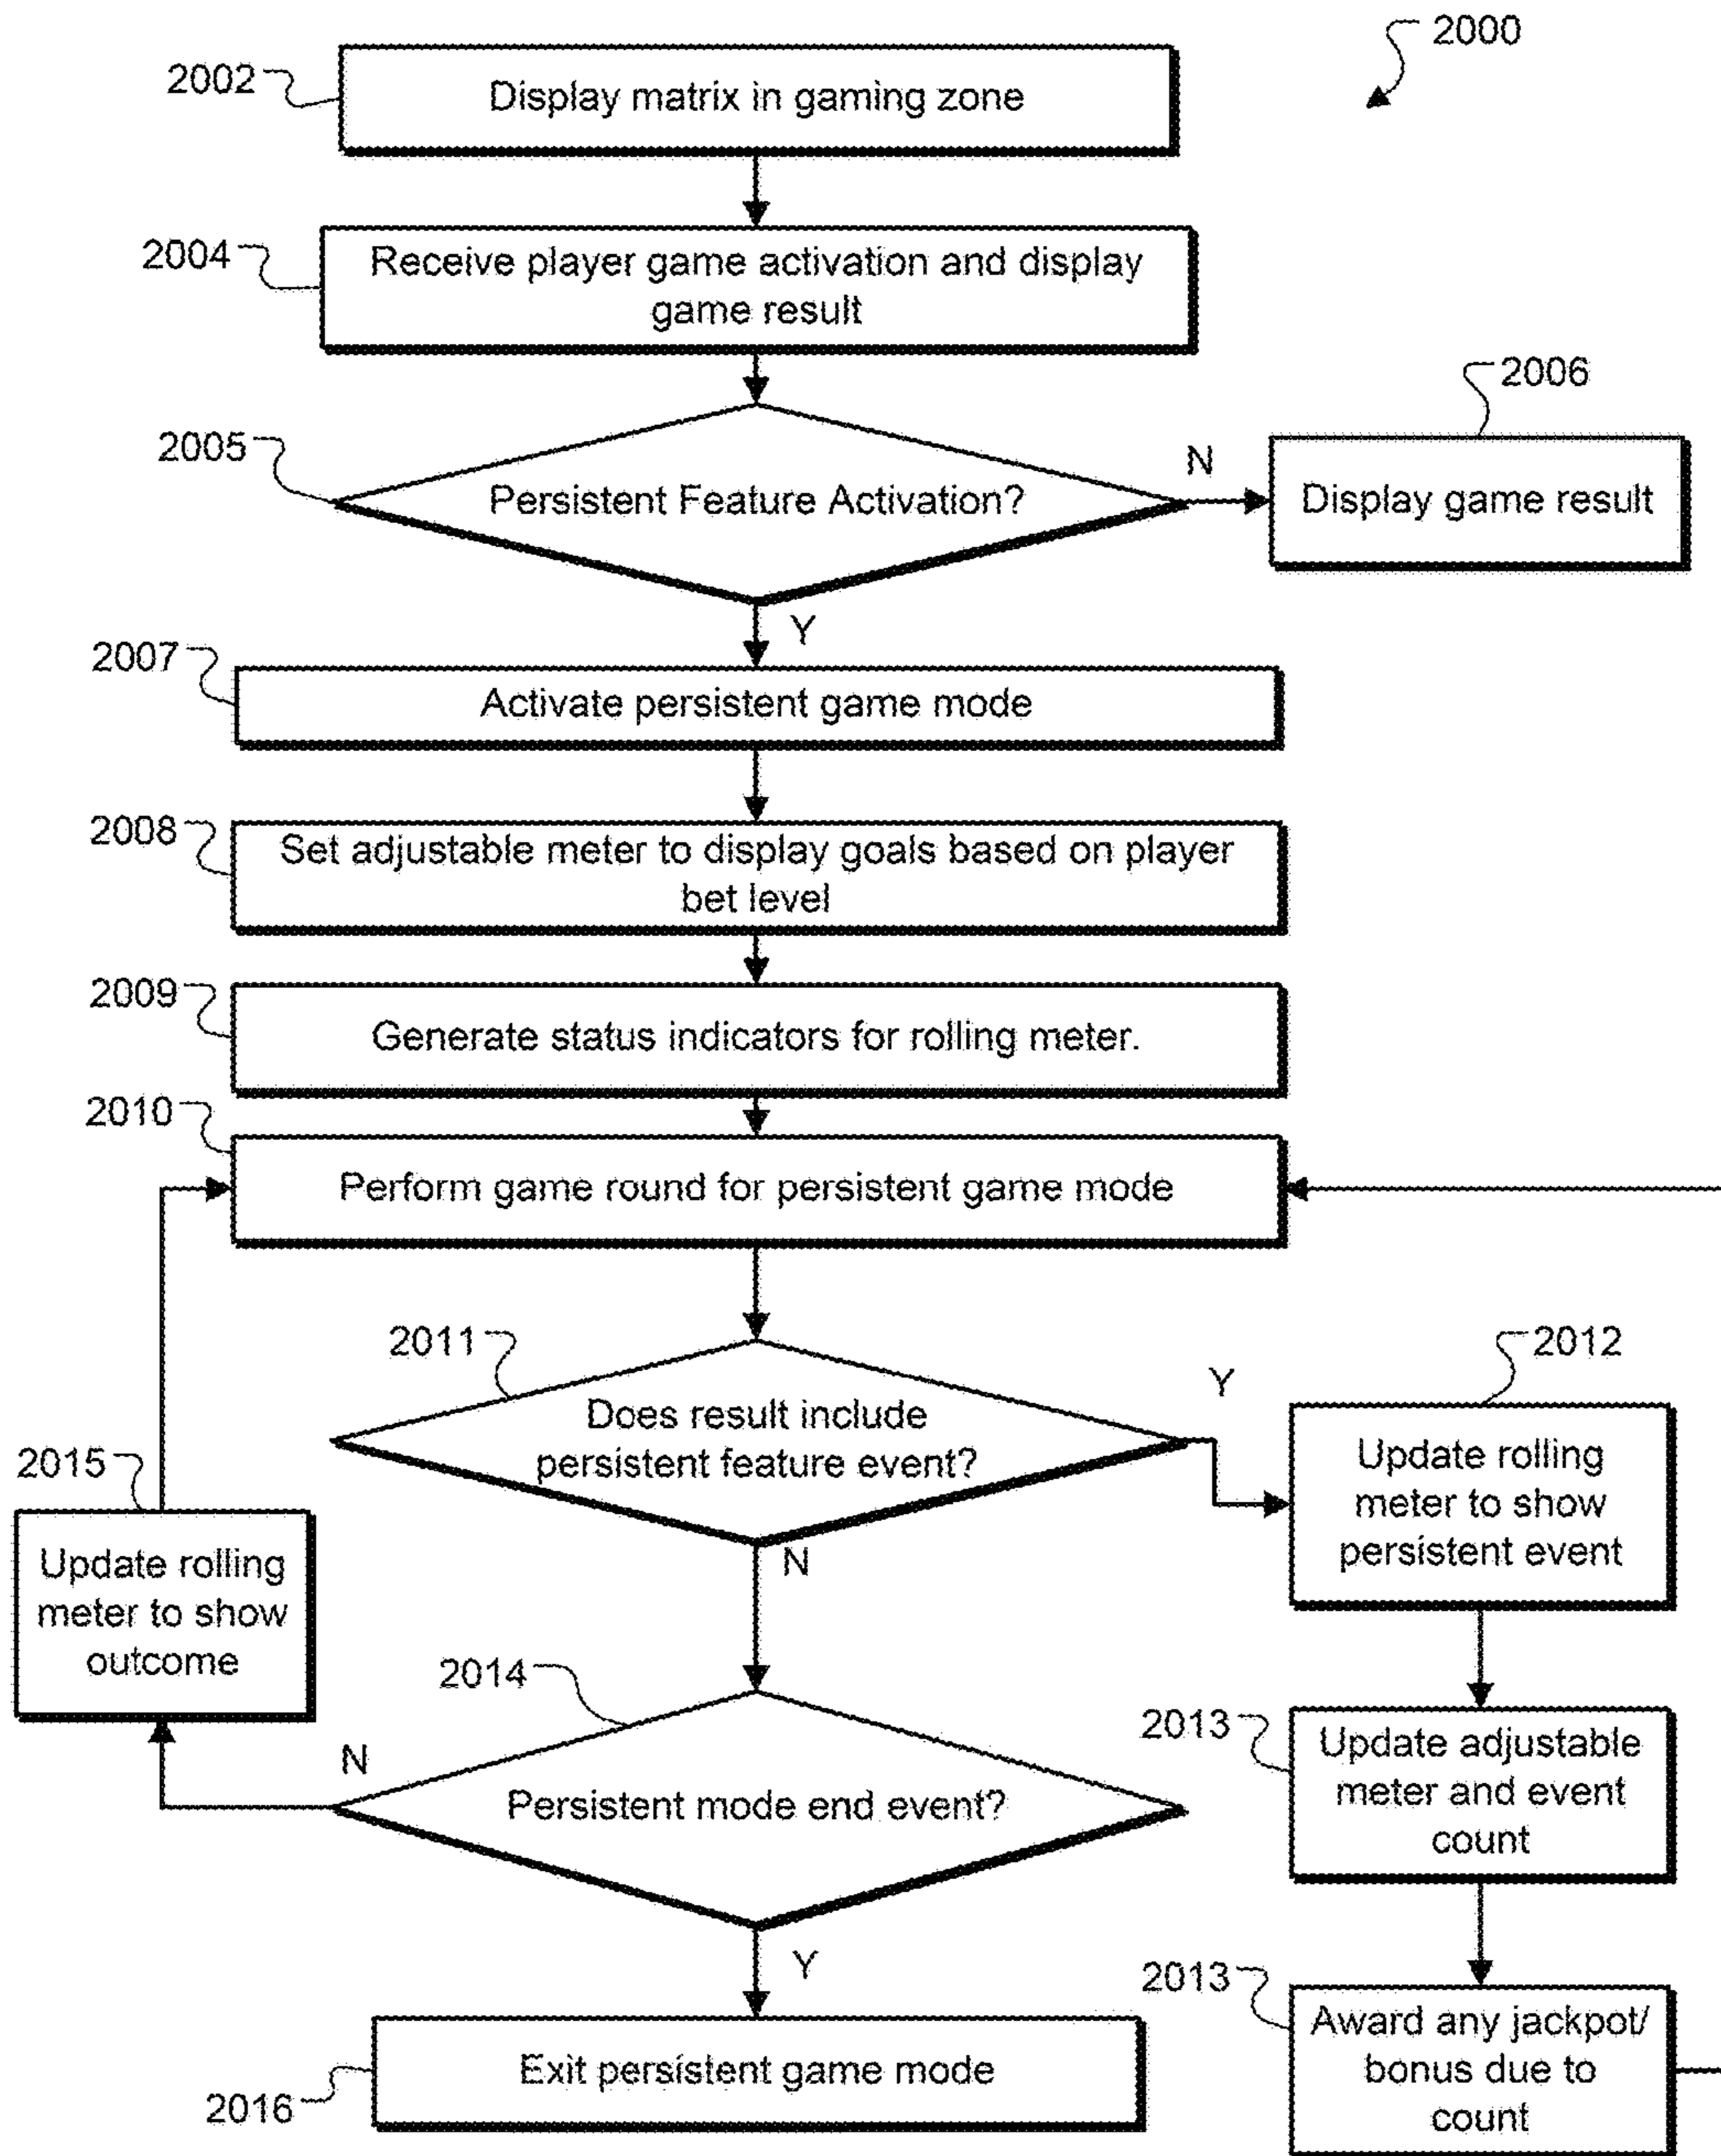 2000
2002
Display matrix in gaming zone
2004
Receive player game activation and display
game result
2005
Persistent Feature Activation?
N
2006
Display game result
Y
2007
Activate persistent game mode
2008
Set adjustable meter to display goals based on player
bet level
2009
Generate status indicators for rolling meter.
2010
Perform game round for persistent game mode
2011
Does result include
persistent feature event?
Y
2012
Update rolling
meter to show
persistent event
N
2015
Update rolling
meter to show
outcome
2014
Persistent mode end event?
N
2013
Update adjustable
meter and event
count
Y
2013
Award any jackpot/
bonus due to
count
2016
Exit persistent game mode